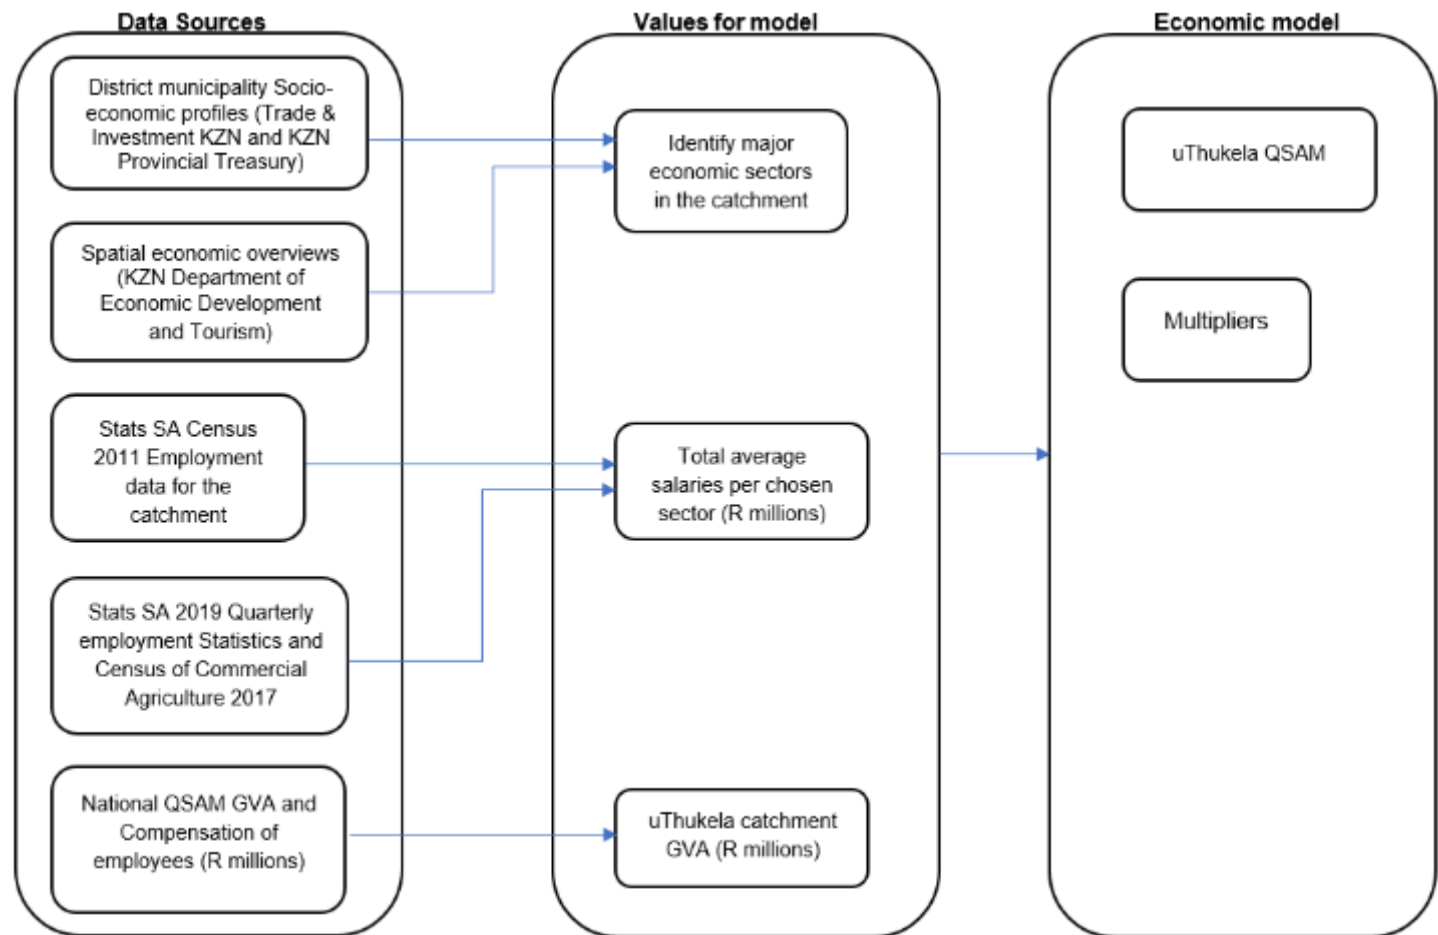 Data Sources
Values for model
Economic model
District municipality Socio-
economic profiles (Trade &
Investment KZN and KZN
Provincial Treasury)
Spatial economic overviews
(KZN Department of
Economic Development
and Tourism)
Stats SA Census
2011 Employment
data for the
catchment
Stats SA 2019 Quarterly
employment Statistics and
Census of Commercial
Agriculture 2017
National QSAM GVA and
Compensation of
employees (R millions)
Identify major
economic sectors
in the catchment
Total average
salaries per chosen
sector (R millions)
uThukela catchment
GVA (R millions)
uThukela QSAM
Multipliers